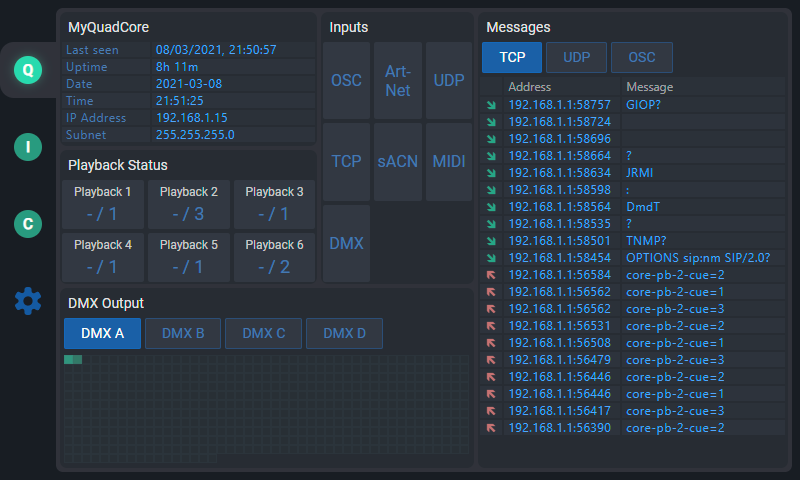 Q
I
C
MyQuadCore
Last seen 08/03/2021, 21:50:57
Uptime 8h 11m
Date 2021-03-08
Time 21:51:25
IP Address 192.168.1.15
Subnet 255.255.255.0
Playback Status
Playback 1 Playback 2 Playback 3
- / 1 - / 3 - / 1
Playback 4 Playback 5 Playback 6
- / 1 - / 1 - / 2
Inputs
OSC Art-Net UDP
TCP sACN MIDI
DMX
DMX Output
DMX A DMX B DMX C DMX D
Messages
TCP UDP OSC
Address Message
192.168.1.1:58757 GIOP?
192.168.1.1:58724
192.168.1.1:58696
192.168.1.1:58664 ?
192.168.1.1:58634 JRMI
192.168.1.1:58598 :
192.168.1.1:58564 DmdT
192.168.1.1:58535 ?
192.168.1.1:58501 TNMP?
192.168.1.1:58454 OPTIONS sip:nm SIP/2.0?
192.168.1.1:56584 core-pb-2-cue=2
192.168.1.1:56562 core-pb-2-cue=1
192.168.1.1:56562 core-pb-2-cue=3
192.168.1.1:56531 core-pb-2-cue=2
192.168.1.1:56508 core-pb-2-cue=1
192.168.1.1:56479 core-pb-2-cue=3
192.168.1.1:56446 core-pb-2-cue=2
192.168.1.1:56446 core-pb-2-cue=1
192.168.1.1:56417 core-pb-2-cue=3
192.168.1.1:56390 core-pb-2-cue=2